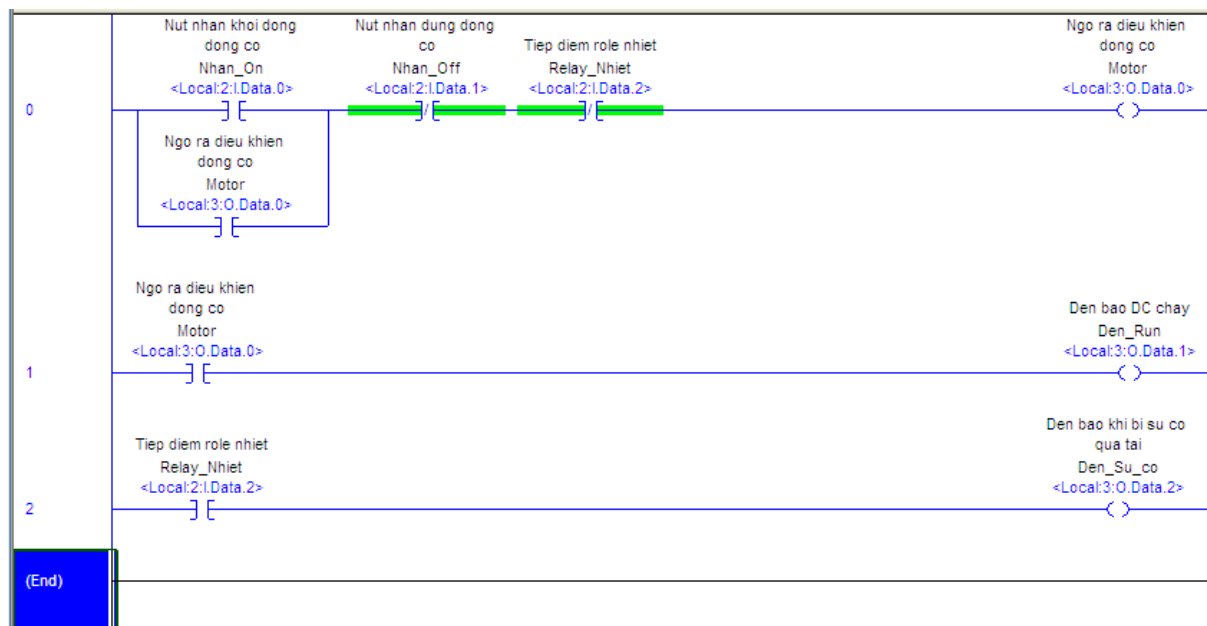 Nut nhan khoi dong
dong co
Nhan_On
<Local:2:I.Data.0>
Nut nhan dung dong
co
Nhan_Off
<Local:2:I.Data.1>
Tiep diem role nhiet
Relay_Nhiet
<Local:2:I.Data.2>
Ngo ra dieu khien
dong co
Motor
<Local:3:O.Data.0>
0
Ngo ra dieu khien
dong co
Motor
<Local:3:O.Data.0>
Ngo ra dieu khien
dong co
Motor
<Local:3:O.Data.0>
Den bao DC chay
Den_Run
<Local:3:O.Data.1>
1
Tiep diem role nhiet
Relay_Nhiet
<Local:2:I.Data.2>
Den bao khi bi su co
qua tai
Den_Su_co
<Local:3:O.Data.2>
2
(End)